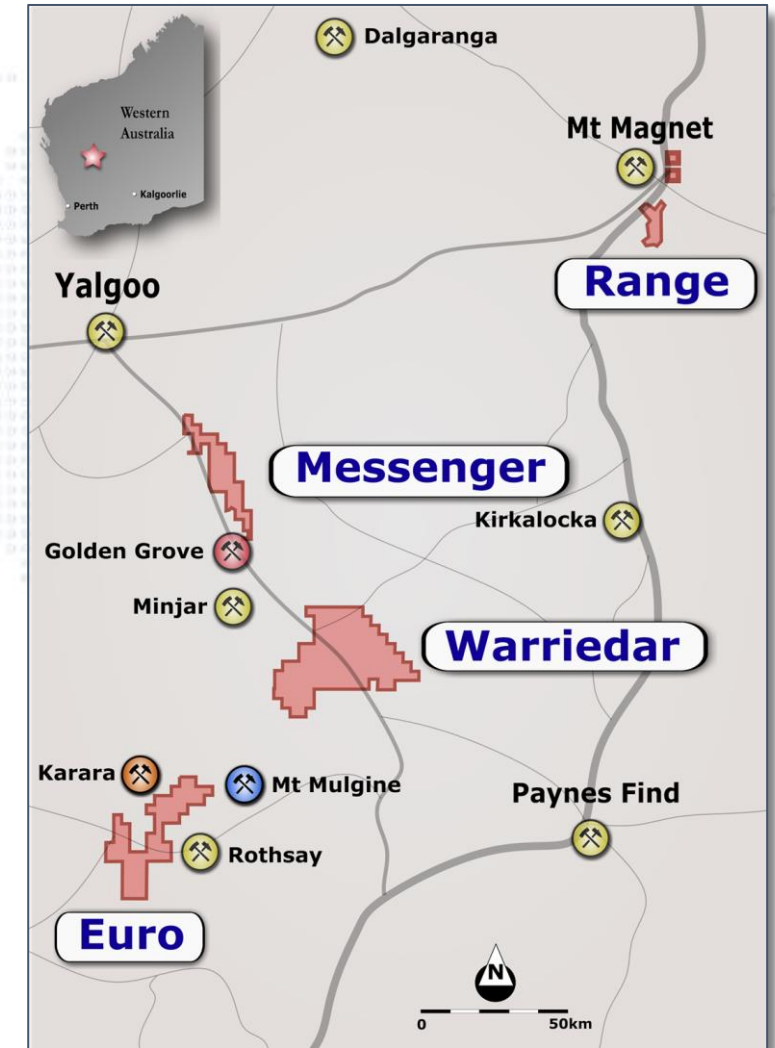 Dalgaranga
Western
Australia
Kalgoorlie
Perth
Mt Magnet
Range
Yalgoo
Messenger
Kirkalocka
Golden Grove
Minjar
Warriedar
Karara
Mt Mulgine
Paynes Find
Rothsay
Euro
N
0 50km